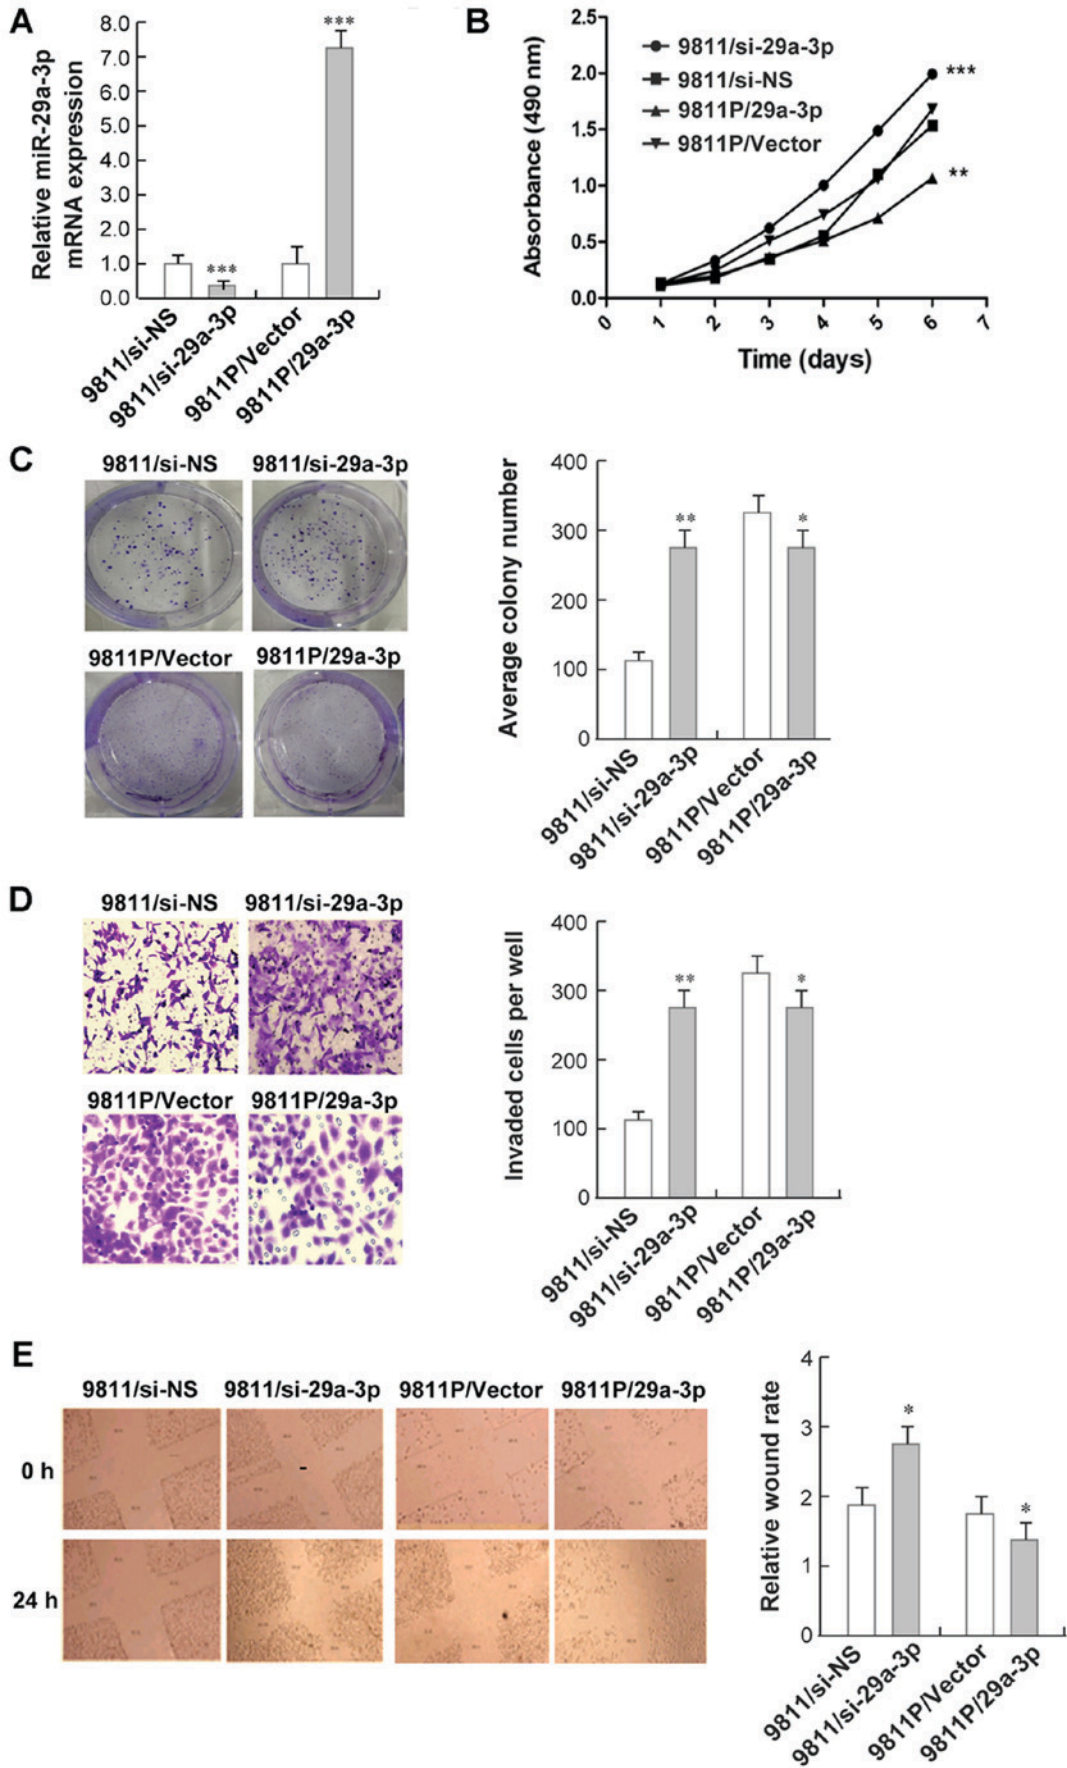 A
Relative miR-29a-3p
mRNA expression
8.0
7.0
6.0
5.0
4.0
3.0
2.0
1.0
0.0
***
***
9811/si-NS
9811/si-29a-3p
9811P/Vector
9811P/29a-3p
B
Absorbance (490 nm)
2.5
2.0
1.5
1.0
0.5
0.0
9811/si-29a-3p
9811/si-NS
9811P/29a-3p
9811P/Vector
***
**
0 1 2 3 4 5 6 7
Time (days)
C
9811/si-NS 9811/si-29a-3p
9811P/Vector 9811P/29a-3p
Average colony number
400
300
200
100
0
** *
9811/si-NS
9811/si-29a-3p
9811P/Vector
9811P/29a-3p
D
9811/si-NS 9811/si-29a-3p
9811P/Vector 9811P/29a-3p
Invaded cells per well
400
300
200
100
0
** *
9811/si-NS
9811/si-29a-3p
9811P/Vector
9811P/29a-3p
E
9811/si-NS 9811/si-29a-3p 9811P/Vector 9811P/29a-3p
0 h
24 h
Relative wound rate
4
3
2
1
0
*
*
9811/si-NS
9811/si-29a-3p
9811P/Vector
9811P/29a-3p